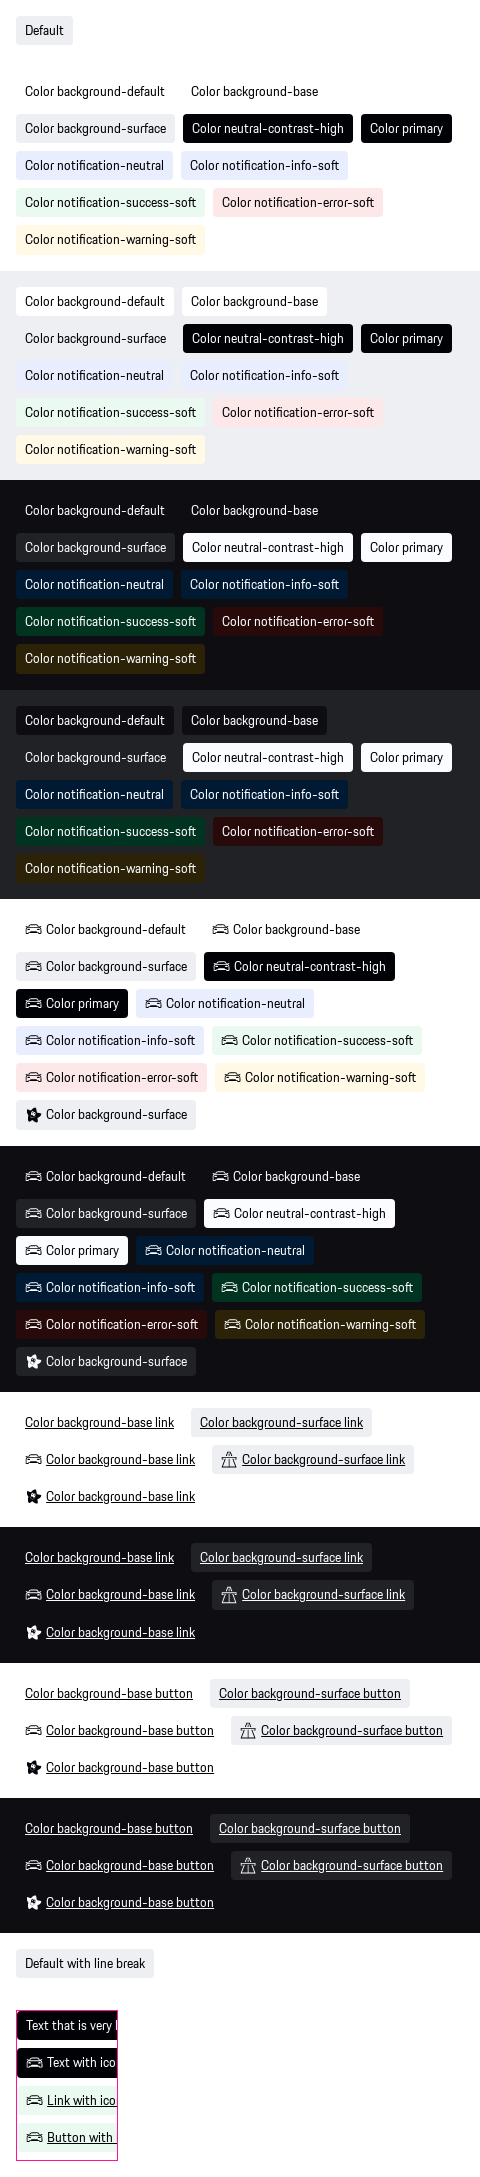 Default
Color background-default Color background-base
Color background-surface Color neutral-contrast-high Color primary
Color notification-neutral Color notification-info-soft
Color notification-success-soft Color notification-error-soft
Color notification-warning-soft
Color background-default Color background-base
Color background-surface Color neutral-contrast-high Color primary
Color notification-neutral Color notification-info-soft
Color notification-success-soft Color notification-error-soft
Color notification-warning-soft
Color background-default Color background-base
Color background-surface Color neutral-contrast-high Color primary
Color notification-neutral Color notification-info-soft
Color notification-success-soft Color notification-error-soft
Color notification-warning-soft
Color background-default Color background-base
Color background-surface Color neutral-contrast-high Color primary
Color notification-neutral Color notification-info-soft
Color notification-success-soft Color notification-error-soft
Color notification-warning-soft
Color background-default Color background-base
Color background-surface Color neutral-contrast-high
Color primary Color notification-neutral
Color notification-info-soft Color notification-success-soft
Color notification-error-soft Color notification-warning-soft
Color background-surface
Color background-default Color background-base
Color background-surface Color neutral-contrast-high
Color primary Color notification-neutral
Color notification-info-soft Color notification-success-soft
Color notification-error-soft Color notification-warning-soft
Color background-surface
Color background-base link Color background-surface link
Color background-base link Color background-surface link
Color background-base link
Color background-base link Color background-surface link
Color background-base link Color background-surface link
Color background-base link
Color background-base button Color background-surface button
Color background-base button Color background-surface button
Color background-base button
Color background-base button Color background-surface button
Color background-base button Color background-surface button
Color background-base button
Default with line break
Text that is very
Text with ico
Link with ico
Button with